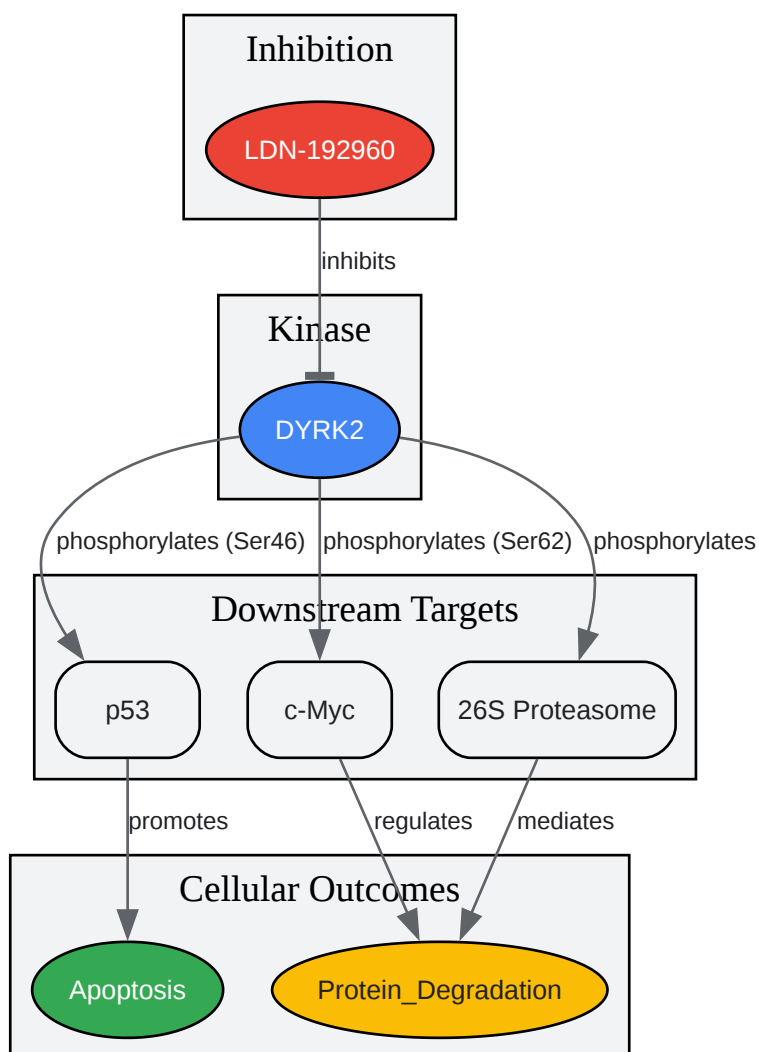 Inhibition
LDN-192960
inhibits
Kinase
DYRK2
phosphorylates (Ser46)
phosphorylates (Ser62)
phosphorylates
Downstream Targets
p53
c-Myc
26S Proteasome
promotes
regulates
mediates
Cellular Outcomes
Apoptosis
Protein_Degradation